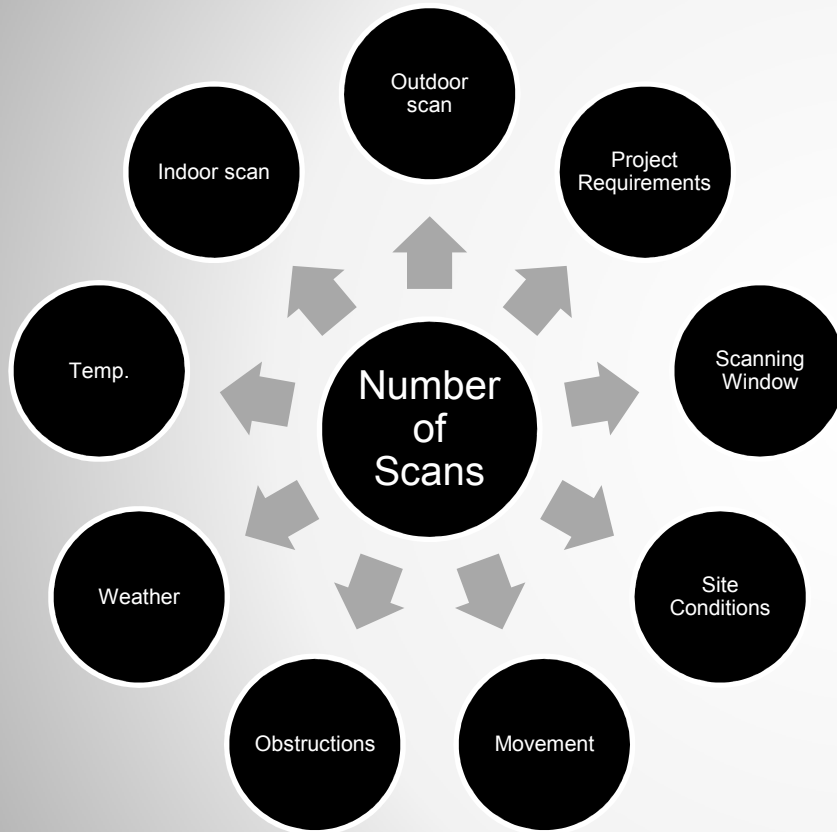 Outdoor
scan
Project
Requirements
Scanning
Window
Site
Conditions
Movement
Obstructions
Weather
Temp.
Indoor scan
Number
of
Scans